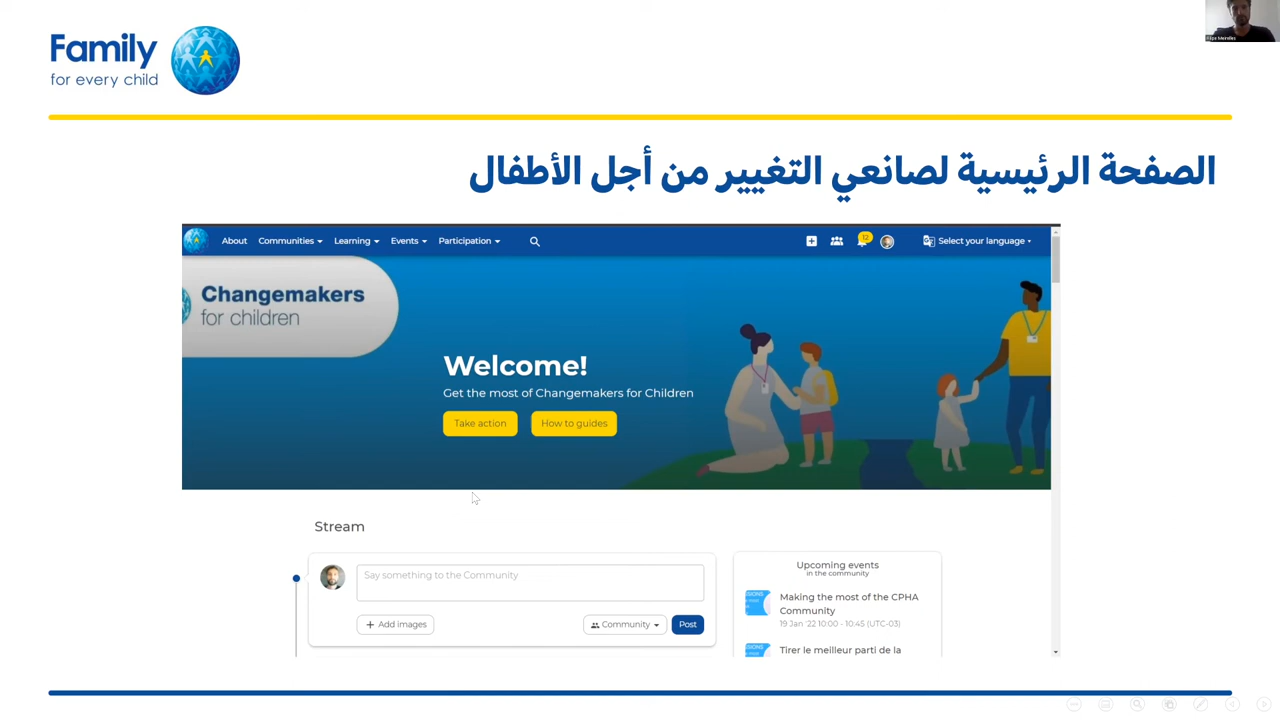 Family
for every child
الصفحة الرئيسية لصانعي التغيير من أجل الأطفال
About Communities Learning Events Participation
12
Select your language
Changemakers
for children
Welcome!
Get the most of Changemakers for Children
Take action How to guides
Stream
Say something to the Community
+ Add images
Community
Post
Upcoming events
in the community
Making the most of the CPHA
Community
19 Jan '22 10:00 - 10:45 (UTC-03)
Tirer le meilleur parti de la